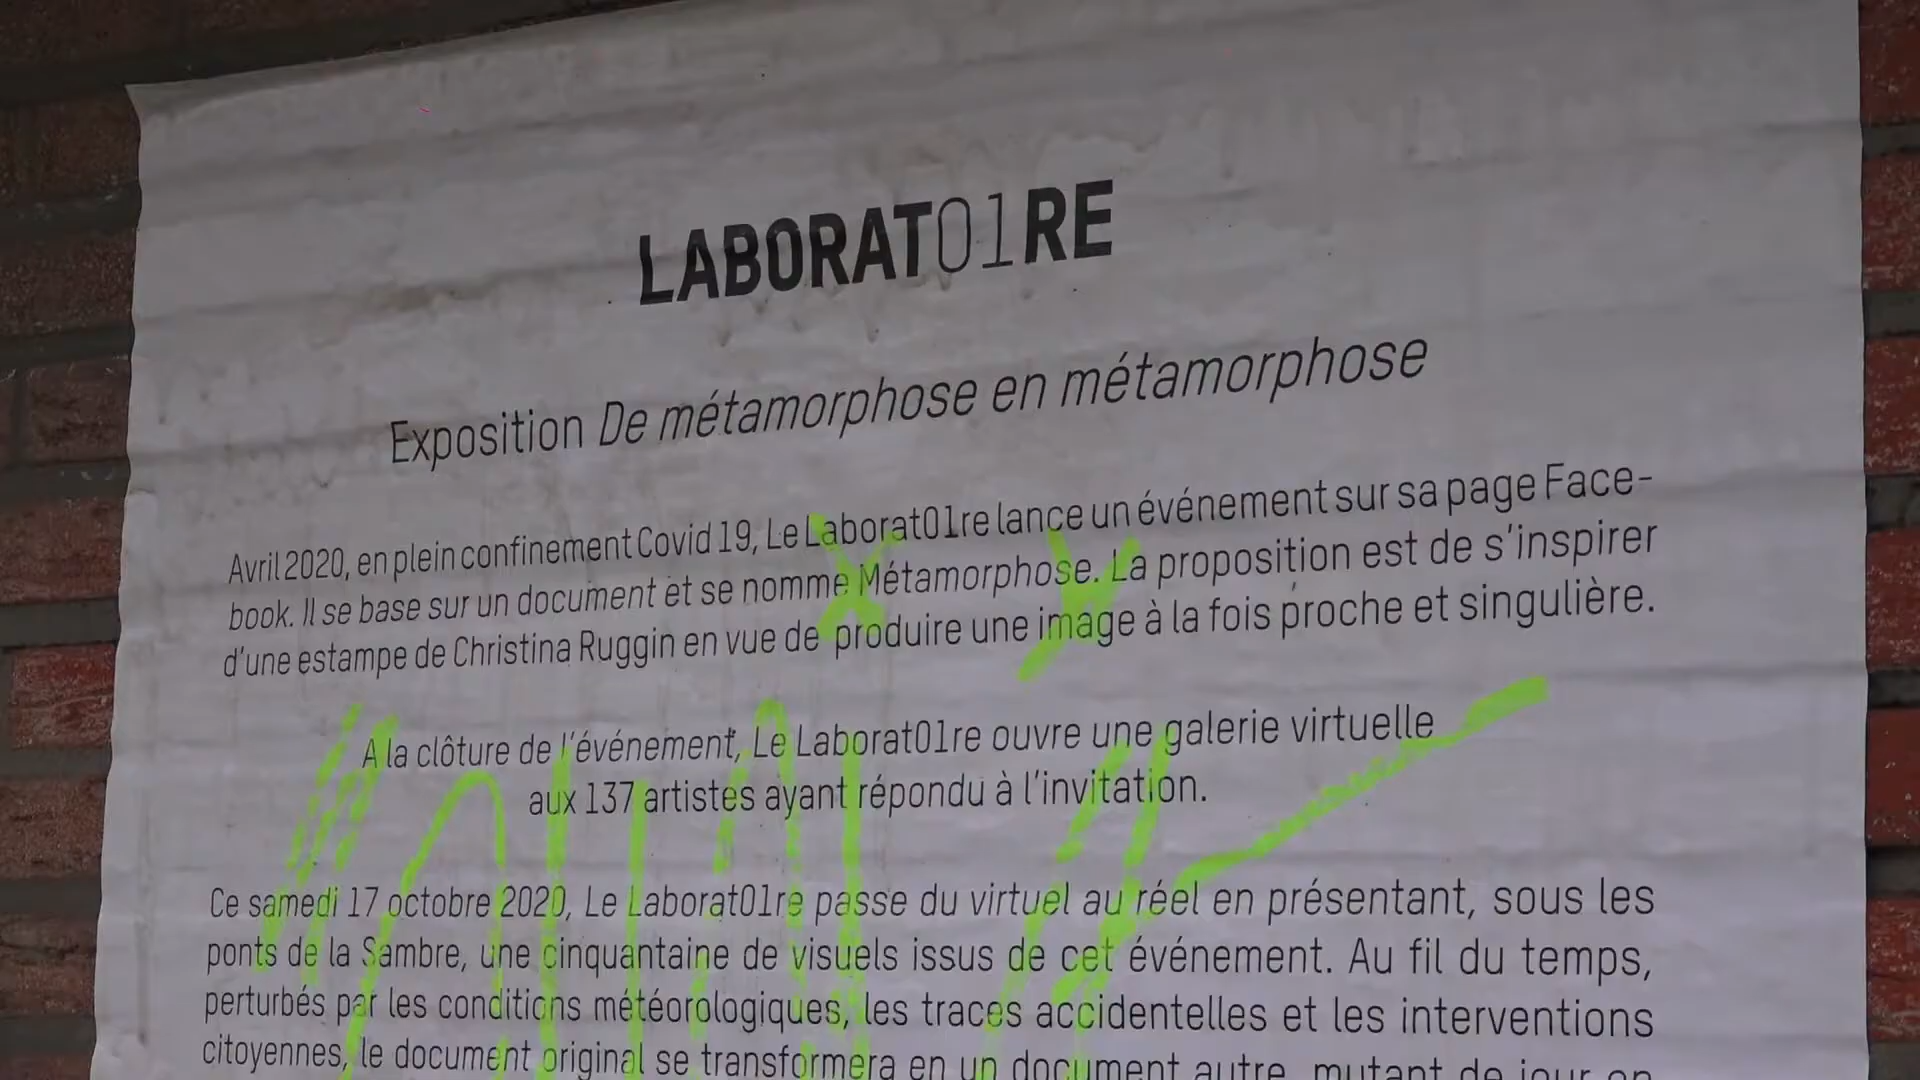 LABORAT01RE
Exposition De métamorphose en métamorphose
Avril 2020, en plein confinement Covid 19, Le Laborat01re lance un événement sur sa page Face-
book. Il se base sur un document et se nomme Métamorphose. La proposition est de s’inspirer
d’une estampe de Christina Ruggin en vue de produire une image à la fois proche et singulière.
A la clôture de l’événement, Le Laborat01re ouvre une galerie virtuelle
aux 137 artistes ayant répondu à l’invitation.
Ce samedi 17 octobre 2020, Le Laborat01re passe du virtuel au réel en présentant, sous les
ponts de la Sambre, une cinquantaine de visuels issus de cet événement. Au fil du temps,
perturbés par les conditions météorologiques, les traces accidentelles et les interventions
citoyennes, le document original se transformera en un document autre, mutant de jour en